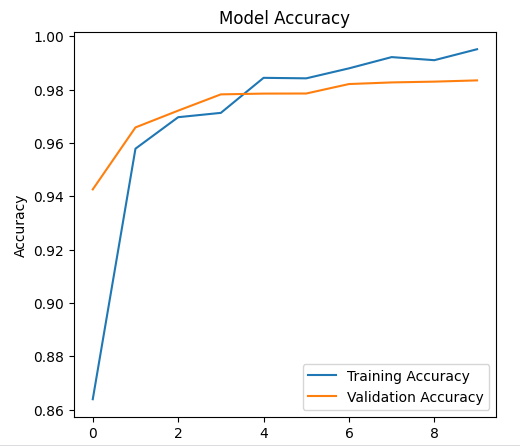 Model Accuracy
1.00
0.98
0.96
0.94
0.92
0.90
0.88
0.86
Accuracy
0 2 4 6 8
Training Accuracy
Validation Accuracy